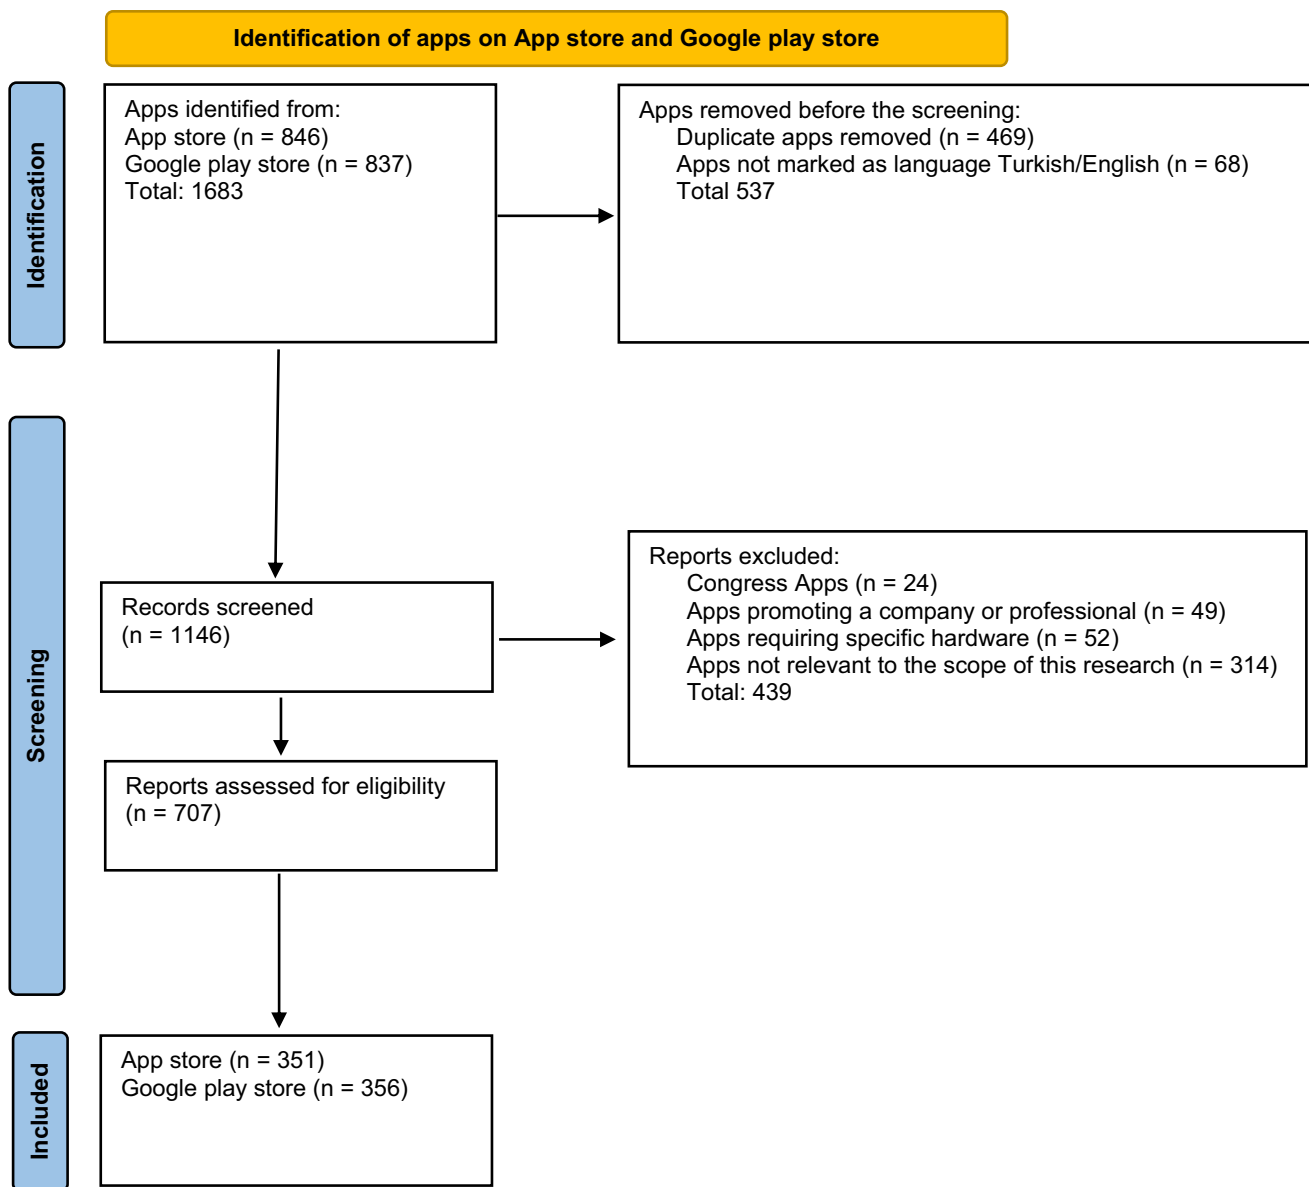 Identification of apps on App store and Google play store
Identification
Apps identified from:
App store (n = 846)
Google play store (n = 837)
Total: 1683
Apps removed before the screening:
Duplicate apps removed (n = 469)
Apps not marked as language Turkish/English (n = 68)
Total 537
Screening
Records screened
(n = 1146)
Reports excluded:
Congress Apps (n = 24)
Apps promoting a company or professional (n = 49)
Apps requiring specific hardware (n = 52)
Apps not relevant to the scope of this research (n = 314)
Total: 439
Reports assessed for eligibility
(n = 707)
Included
App store (n = 351)
Google play store (n = 356)